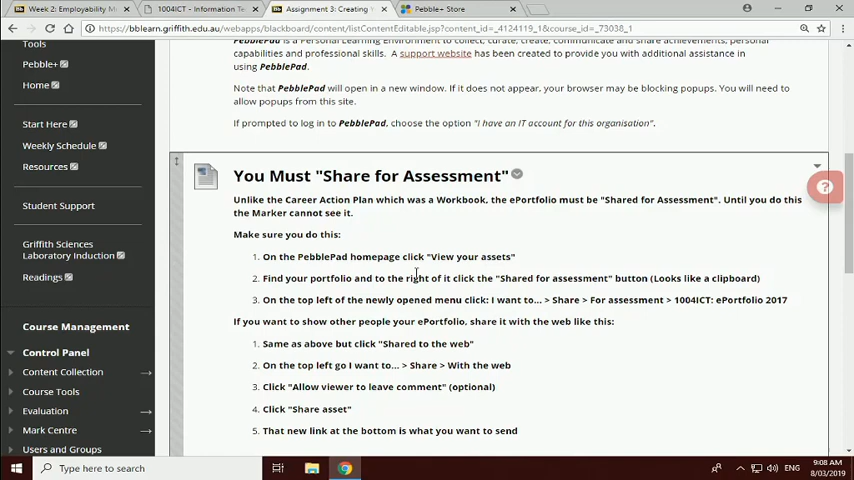 Week 2: Employability M
1004ICT - Information Te
Assignment 3: Creating Y
Pebble+ Store
https://bblearn.griffith.edu.au/webapps/blackboard/content/listContentEditable.jsp?content_id=_4124119_1&course_id=_73038_1
Tools
Pebble+
Home
Start Here
Weekly Schedule
Resources
Student Support
Griffith Sciences
Laboratory Induction
Readings
Course Management
Control Panel
Content Collection
Course Tools
Evaluation
Mark Centre
Users and Groups
PebblePad is a Personal Learning Environment to collect, curate, create, communicate and share achievements, personal
capabilities and professional skills. A support website has been created to provide you with additional assistance in
using PebblePad.
Note that PebblePad will open in a new window. If it does not appear, your browser may be blocking popups. You will need to
allow popups from this site.
If prompted to log in to PebblePad, choose the option "I have an IT account for this organisation".
You Must "Share for Assessment"
Unlike the Career Action Plan which was a Workbook, the ePortfolio must be "Shared for Assessment". Until you do this
the Marker cannot see it.
Make sure you do this:
1. On the PebblePad homepage click "View your assets"
2. Find your portfolio and to the right of it click the "Shared for assessment" button (Looks like a clipboard)
3. On the top left of the newly opened menu click: I want to... > Share > For assessment > 1004ICT: ePortfolio 2017
If you want to show other people your ePortfolio, share it with the web like this:
1. Same as above but click "Shared to the web"
2. On the top left go I want to... > Share > With the web
3. Click "Allow viewer to leave comment" (optional)
4. Click "Share asset"
5. That new link at the bottom is what you want to send
Type here to search
ENG
9:08 AM
8/03/2019